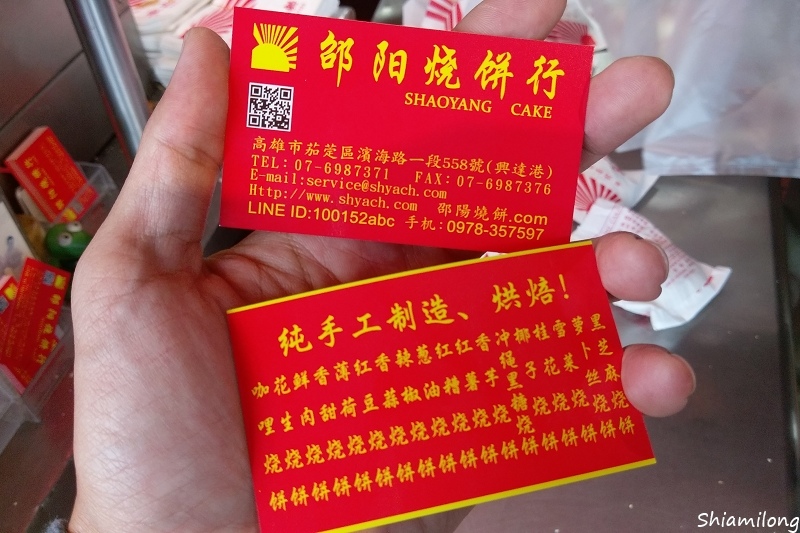 邵阳烧饼行
SHAOYANG CAKE
高雄市茄萣區濱海路一段558號(興達港)
TEL：07-6987371 FAX：07-6987376
E-mail:service@shyach.com
Http://www.shyach.com 邵陽燒餅.com
LINE ID:100152abc 手机:0978-357597
纯手工制造、烘焙！
咖哩烧饼
花生烧饼
鲜肉烧饼
香甜烧饼
薄荷烧饼
红豆烧饼
香蒜烧饼
辣椒烧饼
葱油烧饼
红糟烧饼
红薯烧饼
香芋烧饼
冲绳黑糖烧饼
椰子烧饼
桂花烧饼
雪菜烧饼
萝卜丝烧饼
黑芝麻烧饼
Shiamilong